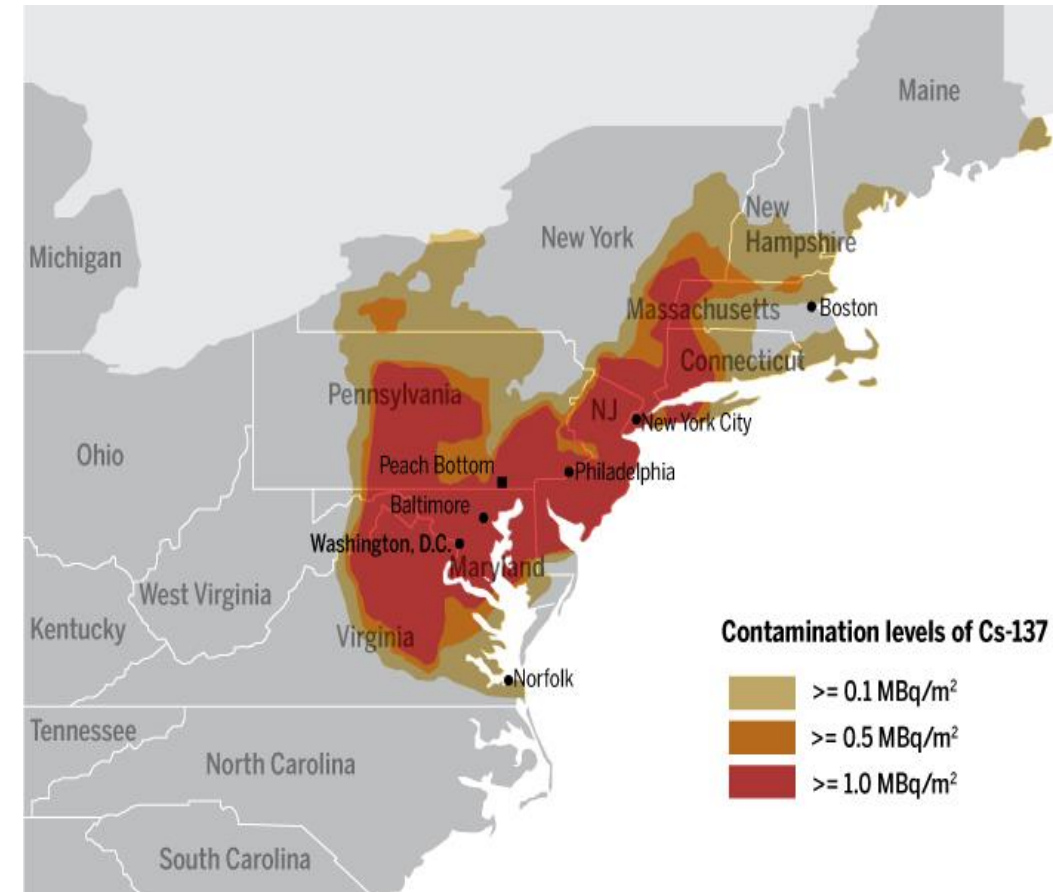 Maine
New
Hampshire
New York
Michigan
Massachusetts
Boston
Connecticut
Pennsylvania
NJ
New York City
Ohio
Peach Bottom
Philadelphia
Baltimore
Washington, D.C.
Maryland
West Virginia
Kentucky
Virginia
Norfolk
Contamination levels of Cs-137
>= 0.1 MBq/m²
>= 0.5 MBq/m²
>= 1.0 MBq/m²
Tennessee
North Carolina
South Carolina